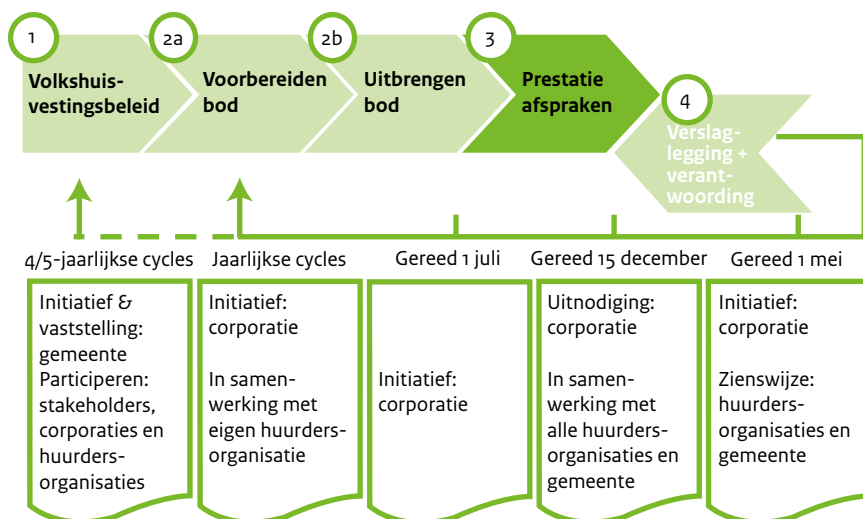 1
Volkshuis-
vestingsbeleid
2a
Voorbereiden
bod
2b
Uitbrengen
bod
3
Prestatie
afspraken
4
Verslag-
legging +
verant-
woording
4/5-jaarlijkse cycles
Initiatief &
vaststelling:
gemeente
Participeren:
stakeholders,
corporaties en
huurders-
organisaties
Jaarlijkse cycles
Initiatief:
corporatie
In samen-
werking met
eigen huurders-
organisatie
Gereed 1 juli
Initiatief:
corporatie
Gereed 15 december
Uitnodiging:
corporatie
In samen-
werking met
alle huurders-
organisaties en
gemeente
Gereed 1 mei
Initiatief:
corporatie
Zienswijze:
huurders-
organisaties en
gemeente